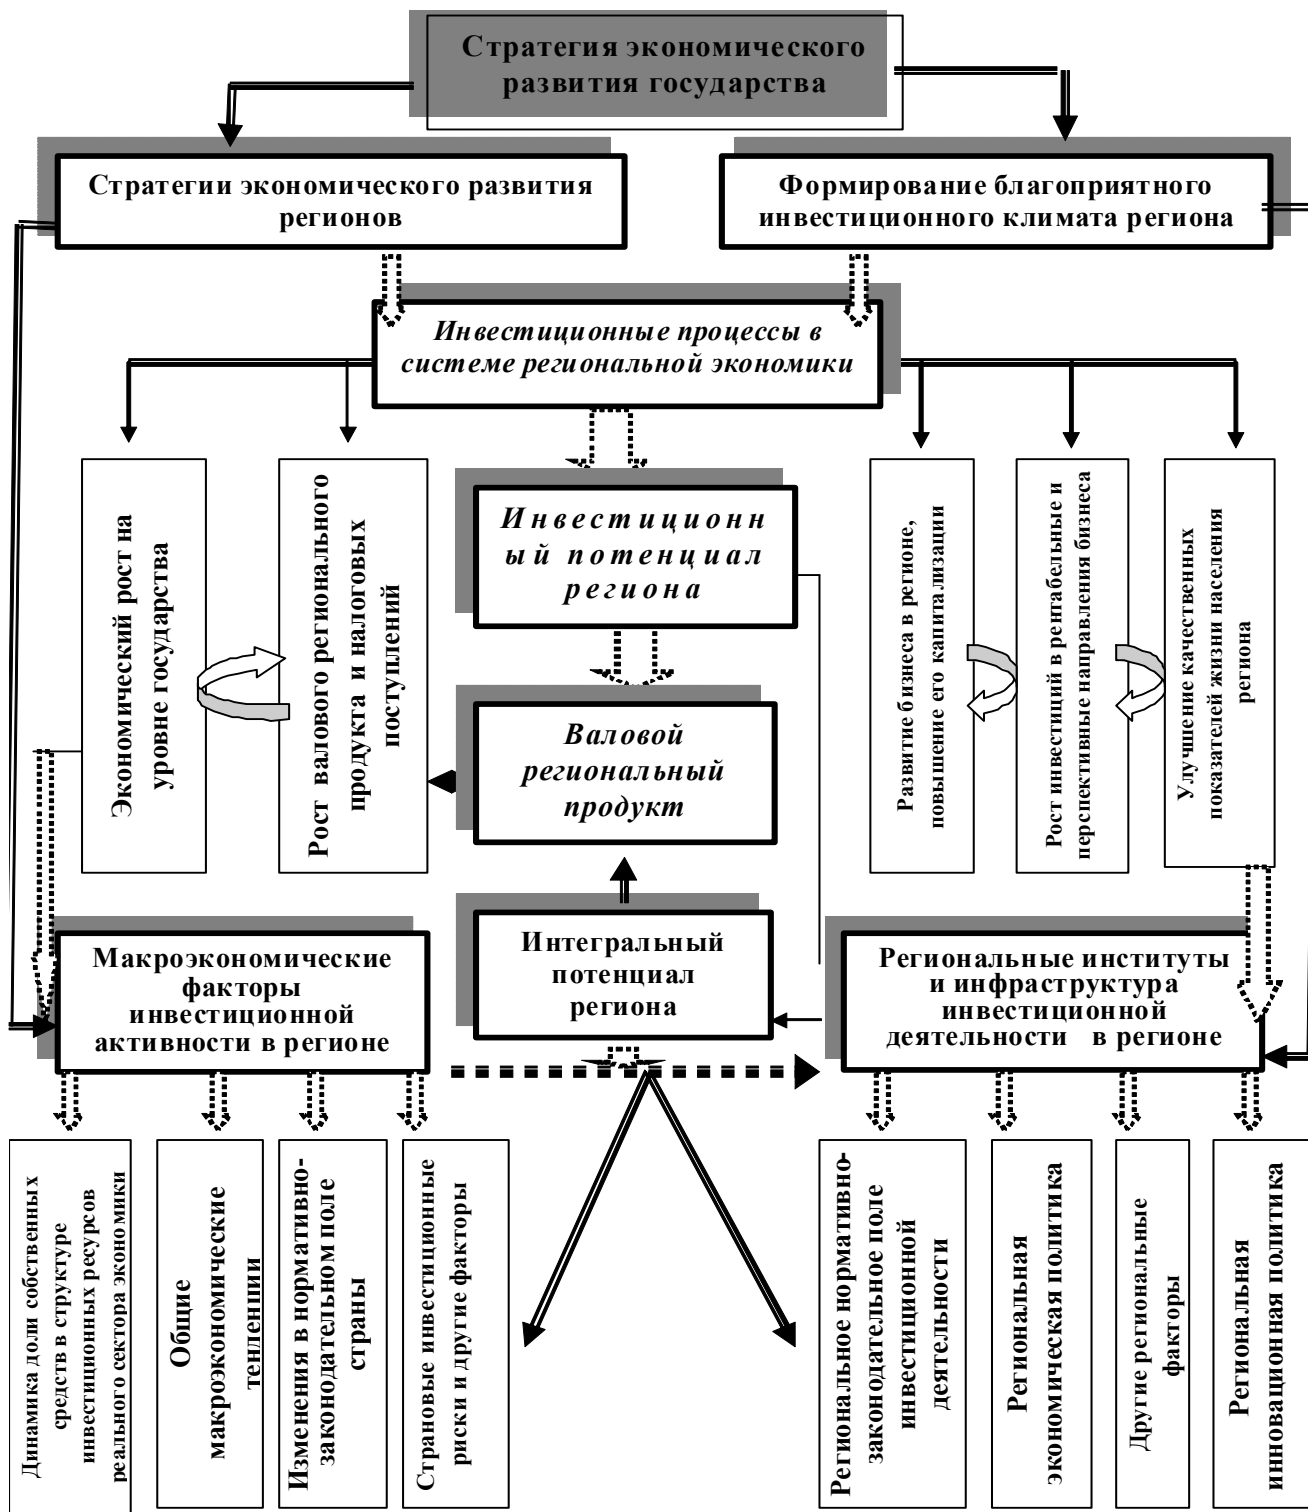 Стратегия экономического
развития государства
Стратегии экономического развития
регионов
Формирование благоприятного
инвестиционного климата региона
Инвестиционные процессы в
системе региональной экономики
Экономический рост на
уровне государства
Рост валового регионального
продукта и налоговых
поступлений
Инвестиционн
ый потенциал
региона
Развитие бизнеса в регионе,
повышение его капитализации
Рост инвестиций в рентабельные и
перспективные направления бизнеса
Улучшение качественных
показателей жизни населения
региона
Валовой
региональный
продукт
Макроэкономические
факторы
инвестиционной
активности в регионе
Интегральный
потенциал
региона
Региональные институты
и инфраструктура
инвестиционной
деятельности в регионе
Динамика доли собственных
средств в структуре
инвестиционных ресурсов
реального сектора экономики
Общие
макроэкономические
тенленпии
Изменения в нормативно-
законодательном поле
страны
Страновые инвестиционные
риски и другие факторы
Региональное нормативно-
законодательное поле
инвестиционной
деятельности
Региональная
экономическая политика
Другие региональные
факторы
Региональная
инновационная политика